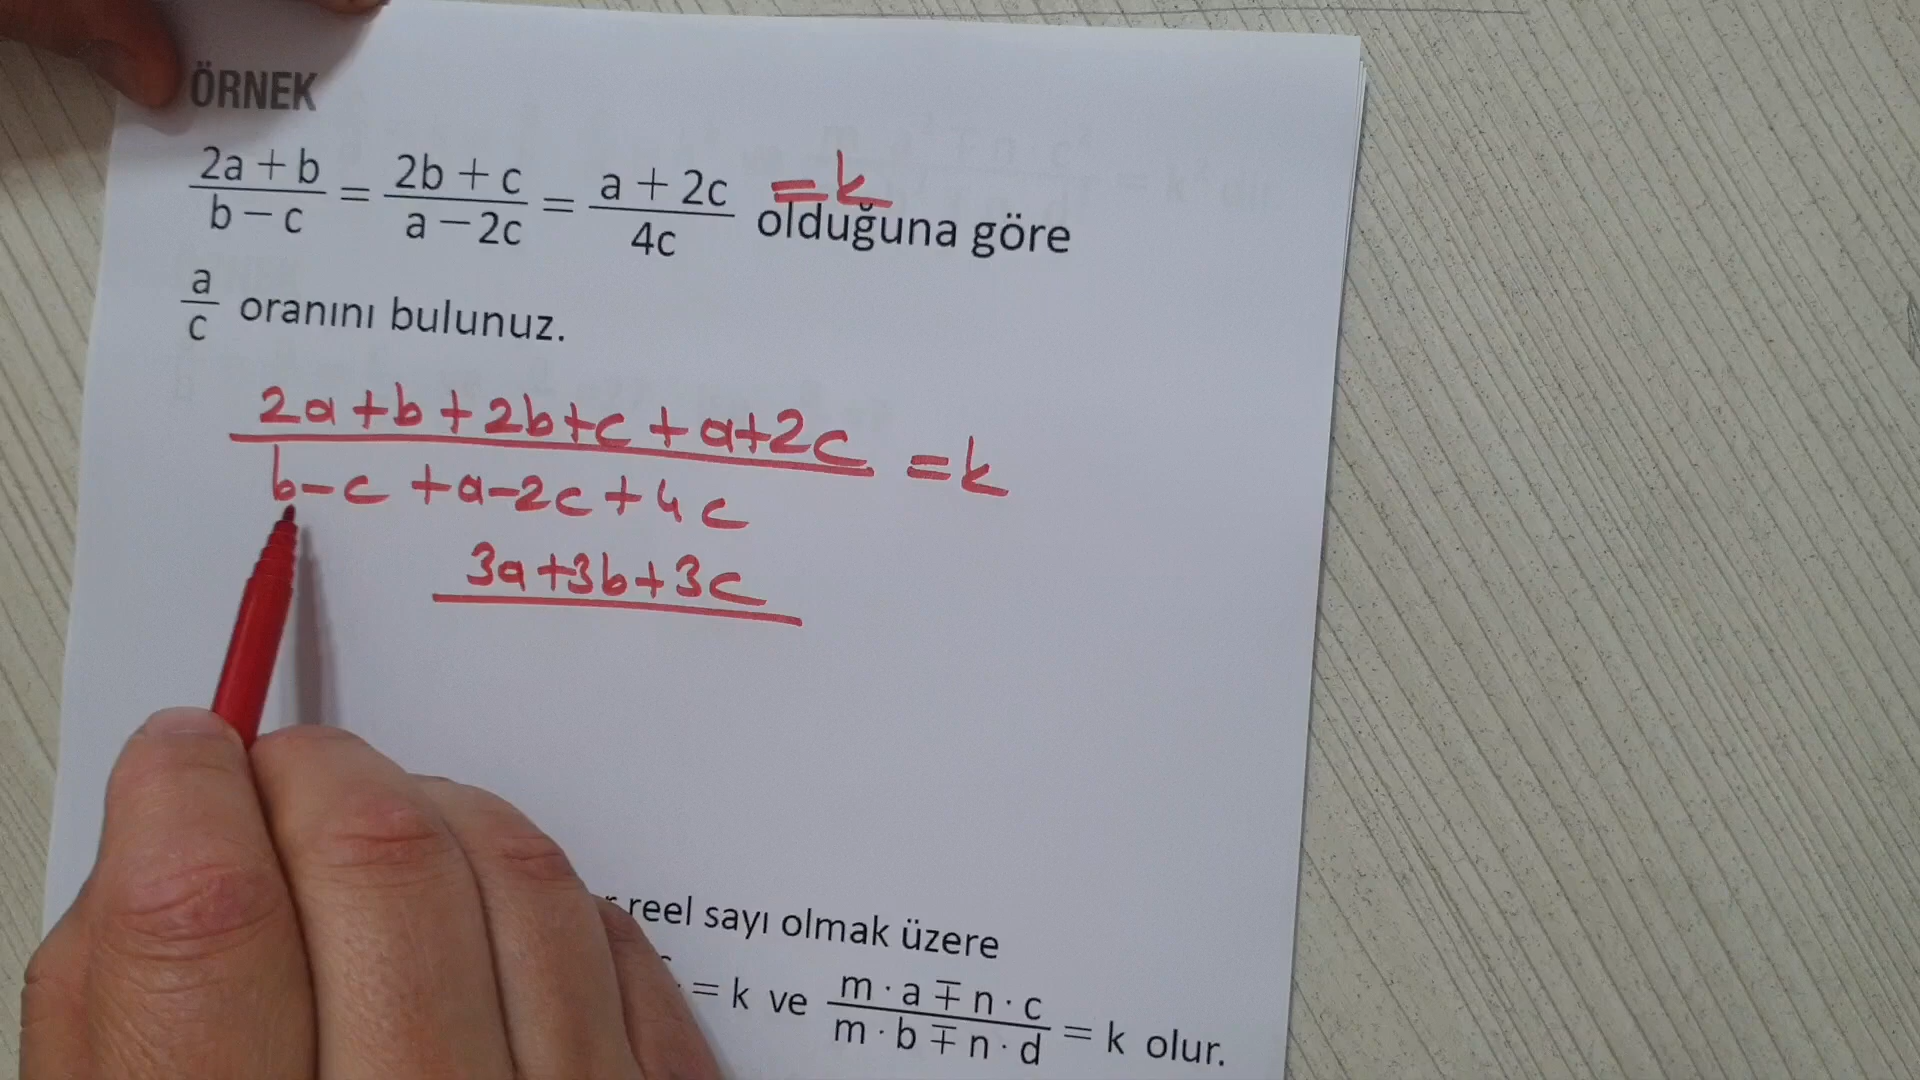 ÖRNEK
2a + b / b − c = 2b + c / a − 2c = a + 2c / 4c = k olduğuna göre
a / c oranını bulunuz.
2a + b + 2b + c + a + 2c / b − c + a − 2c + 4c = k
3a + 3b + 3c
reel sayı olmak üzere
= k ve m · a ∓ n · c / m · b ∓ n · d = k olur.